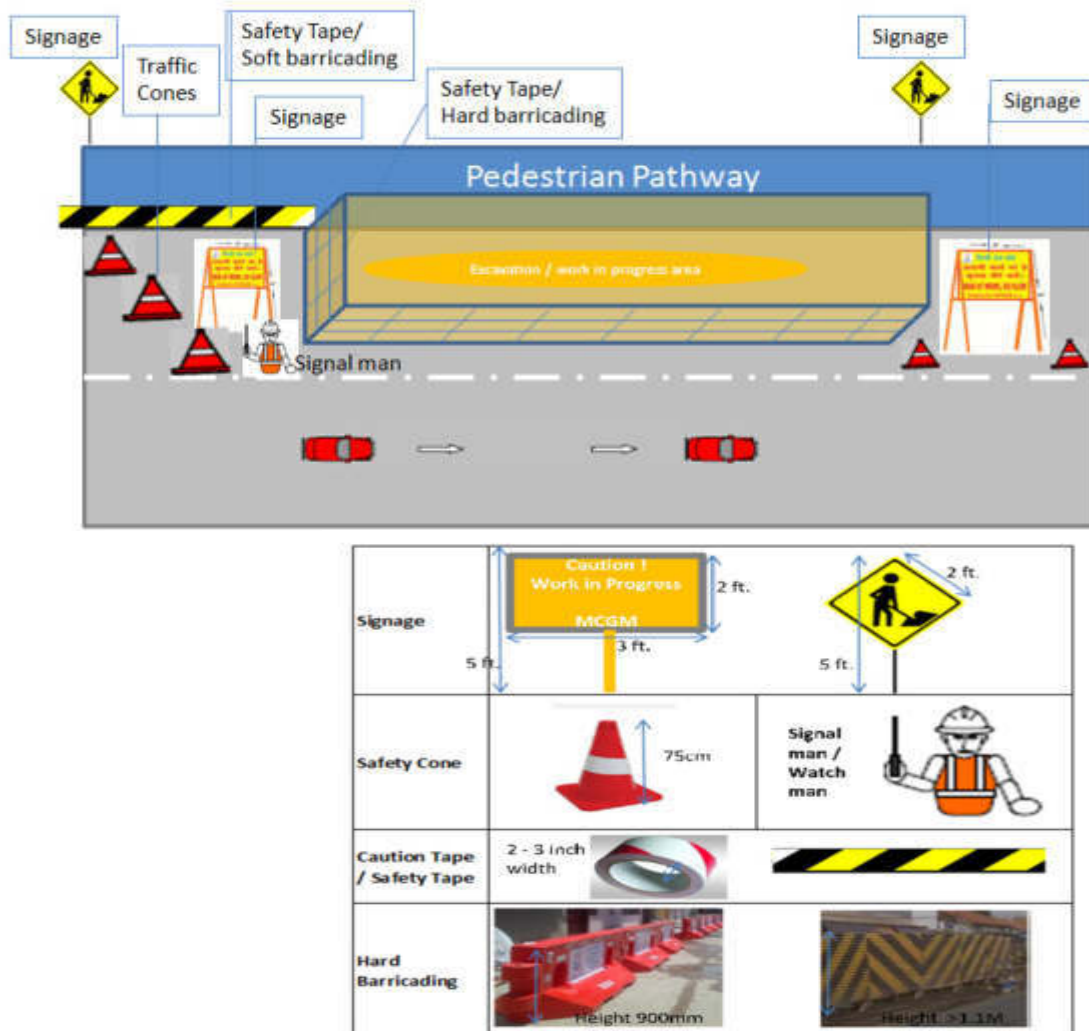 Signage
Traffic
Cones
Safety Tape/
Soft barricading
Signage
Safety Tape/
Hard barricading
Signage
Signage
Pedestrian Pathway
Excavation / work in progress area
Signal man
Signage
Caution !
Work in Progress
MCGM
2 ft.
3 ft.
5 ft.
2 ft.
5 ft.
Safety Cone
75cm
Signal
man /
Watch
man
Caution Tape
/ Safety Tape
2 - 3 inch
width
Hard
Barricading
Height 900mm
Height >1.1M